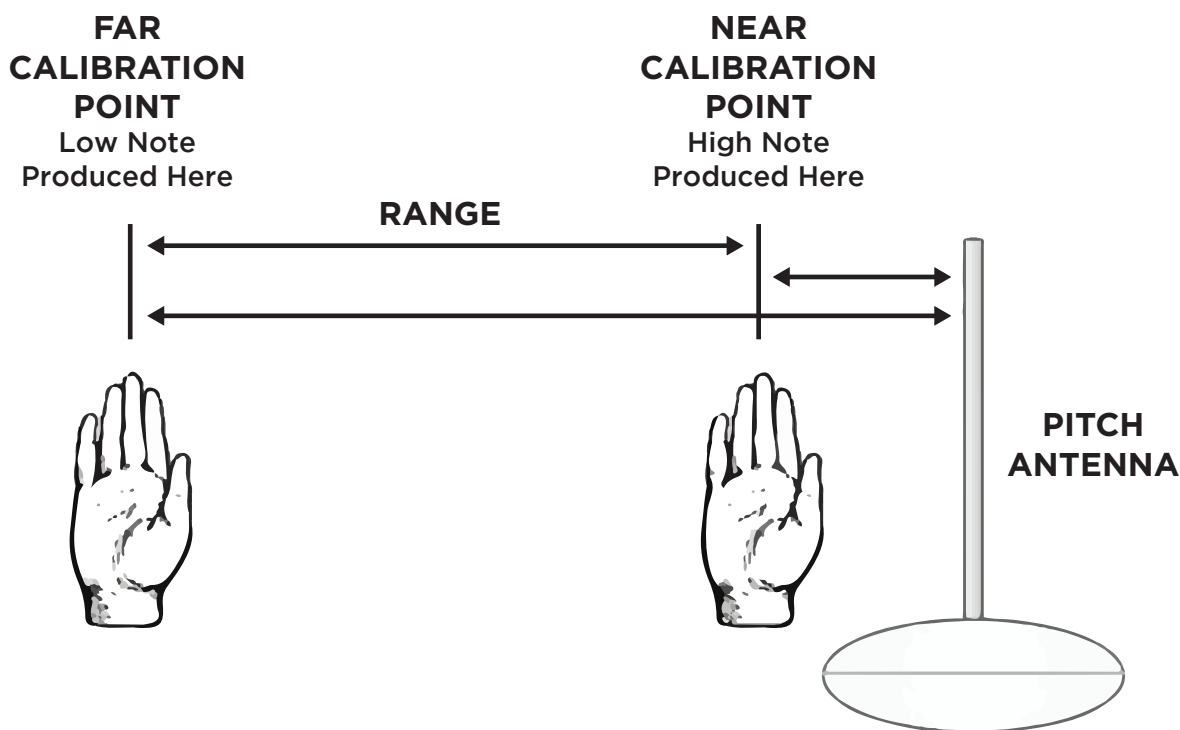 FAR
CALIBRATION
POINT
Low Note
Produced Here
NEAR
CALIBRATION
POINT
High Note
Produced Here
RANGE
PITCH
ANTENNA